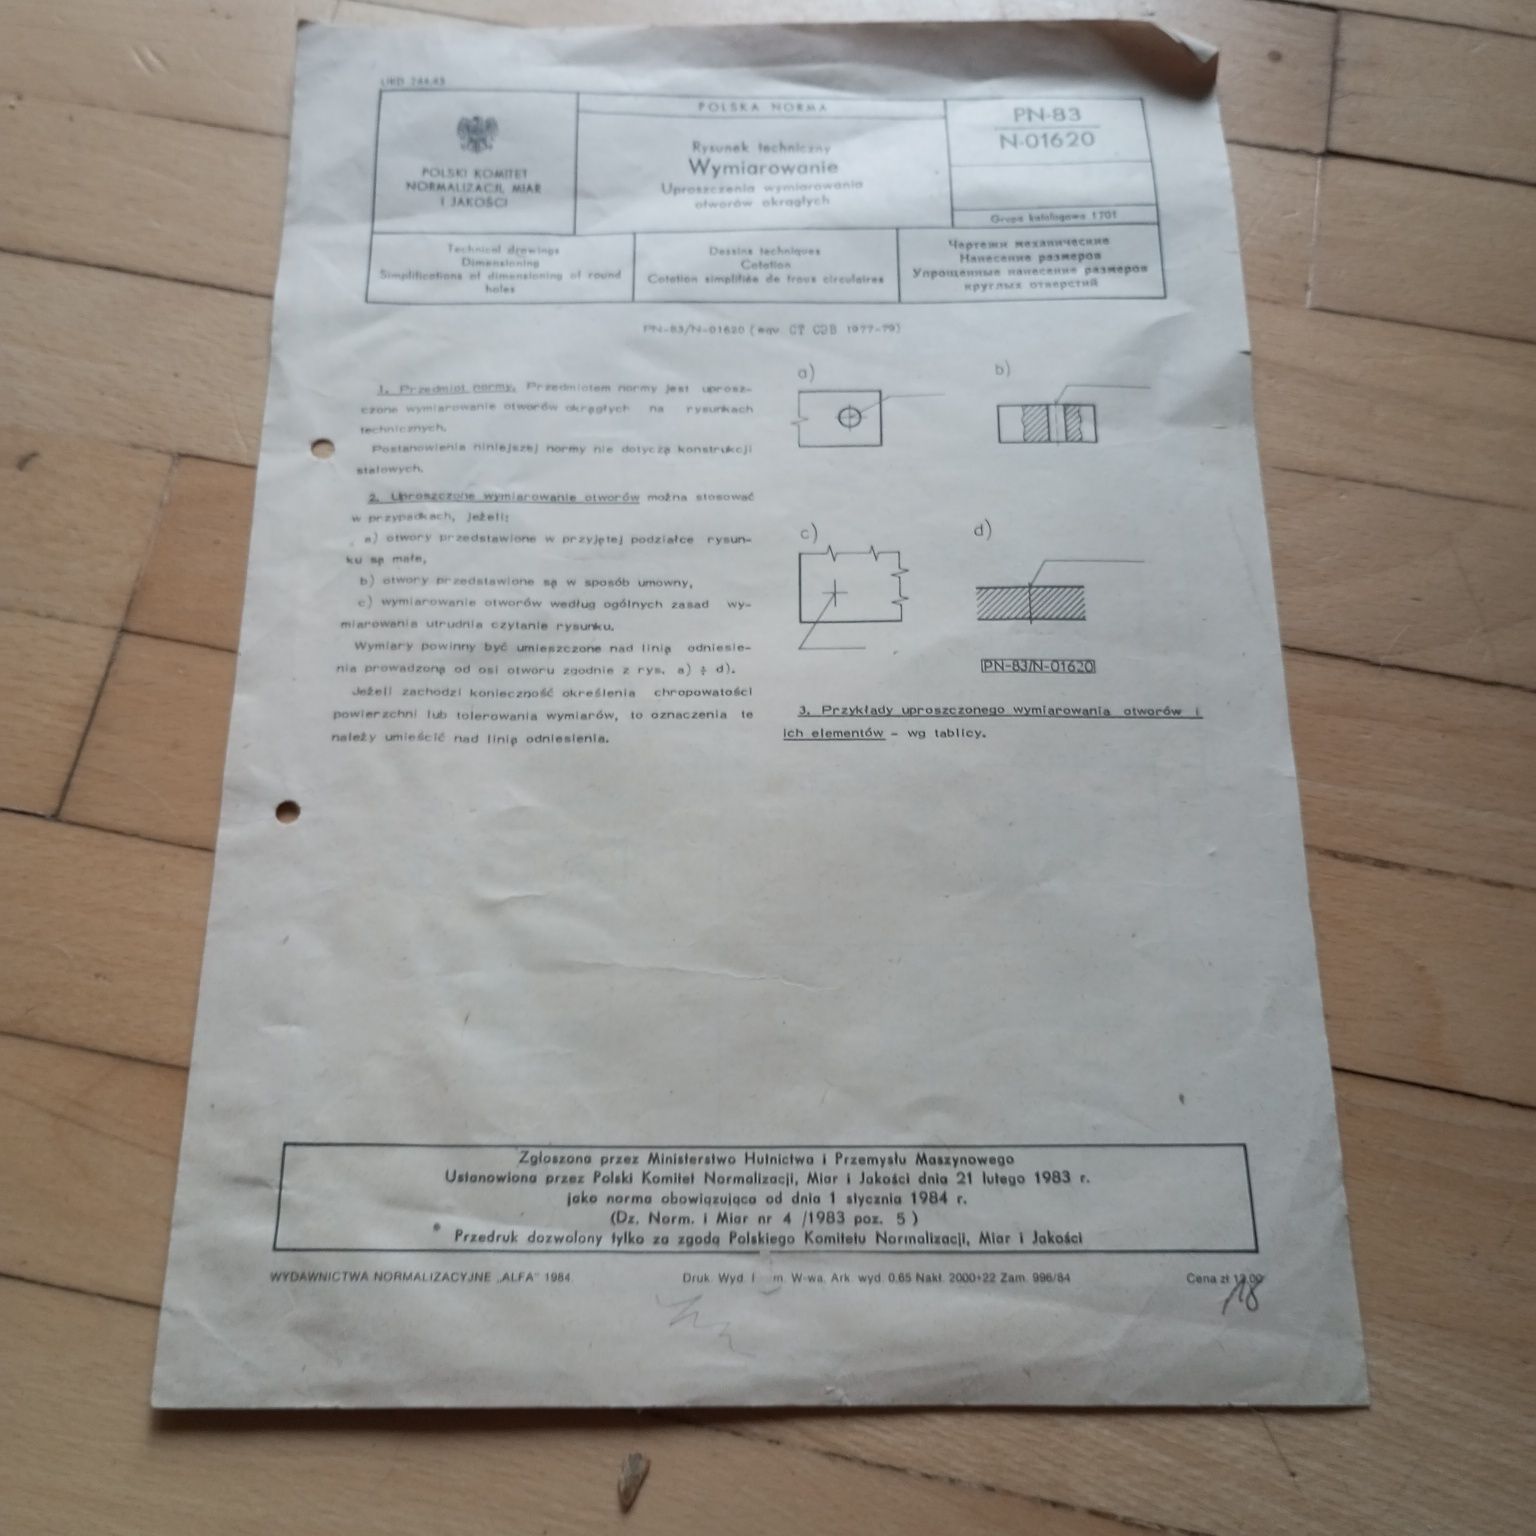 UKD 744.43
POLSKI KOMITET
NORMALIZACJI, MIAR
I JAKOŚCI
POLSKA NORMA
Rysunek techniczny
Wymiarowanie
Uproszczenia wymiarowania
otworów okrągłych
PN-83
N-01620
Grupa katalogowa 1701
Technical drawings
Dimensioning
Simplifications of dimensioning of round
holes
Dessins techniques
Cotation
Cotation simplifiée de trous circulaires
Чертежи механические
Нанесение размеров
Упрощенные нанесение размеров
круглых отверстий
PN-83/N-01620 (eqv. СТ СЭВ 1977-79)
1. Przedmiot normy. Przedmiotem normy jest uprosz-
czone wymiarowanie otworów okrągłych na rysunkach
technicznych.
Postanowienia niniejszej normy nie dotyczą konstrukcji
stalowych.
2. Uproszczone wymiarowanie otworów można stosować
w przypadkach, jeżeli:
a) otwory przedstawione w przyjętej podziałce rysun-
ku są małe,
b) otwory przedstawione są w sposób umowny,
c) wymiarowanie otworów według ogólnych zasad wy-
miarowania utrudnia czytanie rysunku.
Wymiary powinny być umieszczone nad linią odniesie-
nia prowadzoną od osi otworu zgodnie z rys. a) ÷ d).
Jeżeli zachodzi konieczność określenia chropowatości
powierzchni lub tolerowania wymiarów, to oznaczenia te
należy umieścić nad linią odniesienia.
a)
b)
c)
d)
PN-83/N-01620
3. Przykłady uproszczonego wymiarowania otworów i
ich elementów - wg tablicy.
Zgłoszona przez Ministerstwo Hutnictwa i Przemysłu Maszynowego
Ustanowiona przez Polski Komitet Normalizacji, Miar i Jakości dnia 21 lutego 1983 r.
jako norma obowiązująca od dnia 1 stycznia 1984 r.
(Dz. Norm. i Miar nr 4 /1983 poz. 5 )
Przedruk dozwolony tylko za zgodą Polskiego Komitetu Normalizacji, Miar i Jakości
WYDAWNICTWA NORMALIZACYJNE „ALFA" 1984
Druk. Wyd. W-wa. Ark. wyd. 0,65 Nakł. 2000+22 Zam. 996/84
Cena zł
18